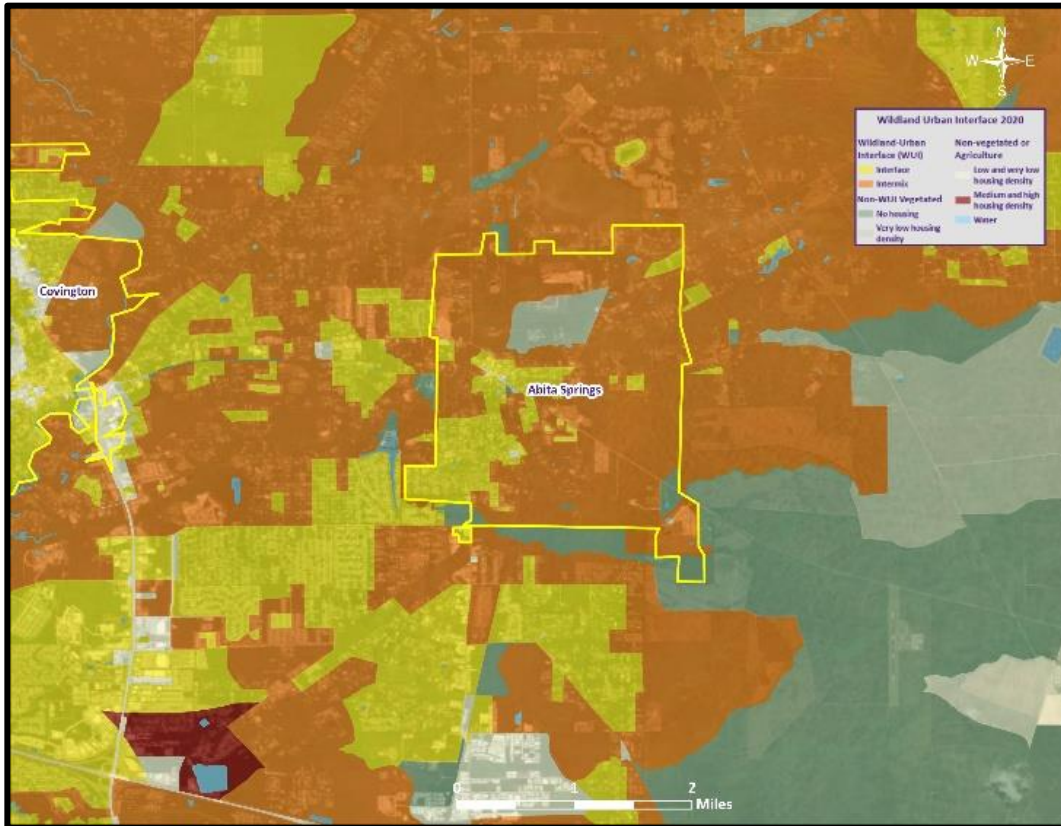 N
W E
S
Wildland Urban Interface 2020
Wildland-Urban
Interface (WUI)
Interface
Intermix
Non-WUI Vegetated
No housing
Very low housing
density
Non-vegetated or
Agriculture
Low and very low
housing density
Medium and high
housing density
Water
Covington
Abita Springs
0 1 2
Miles